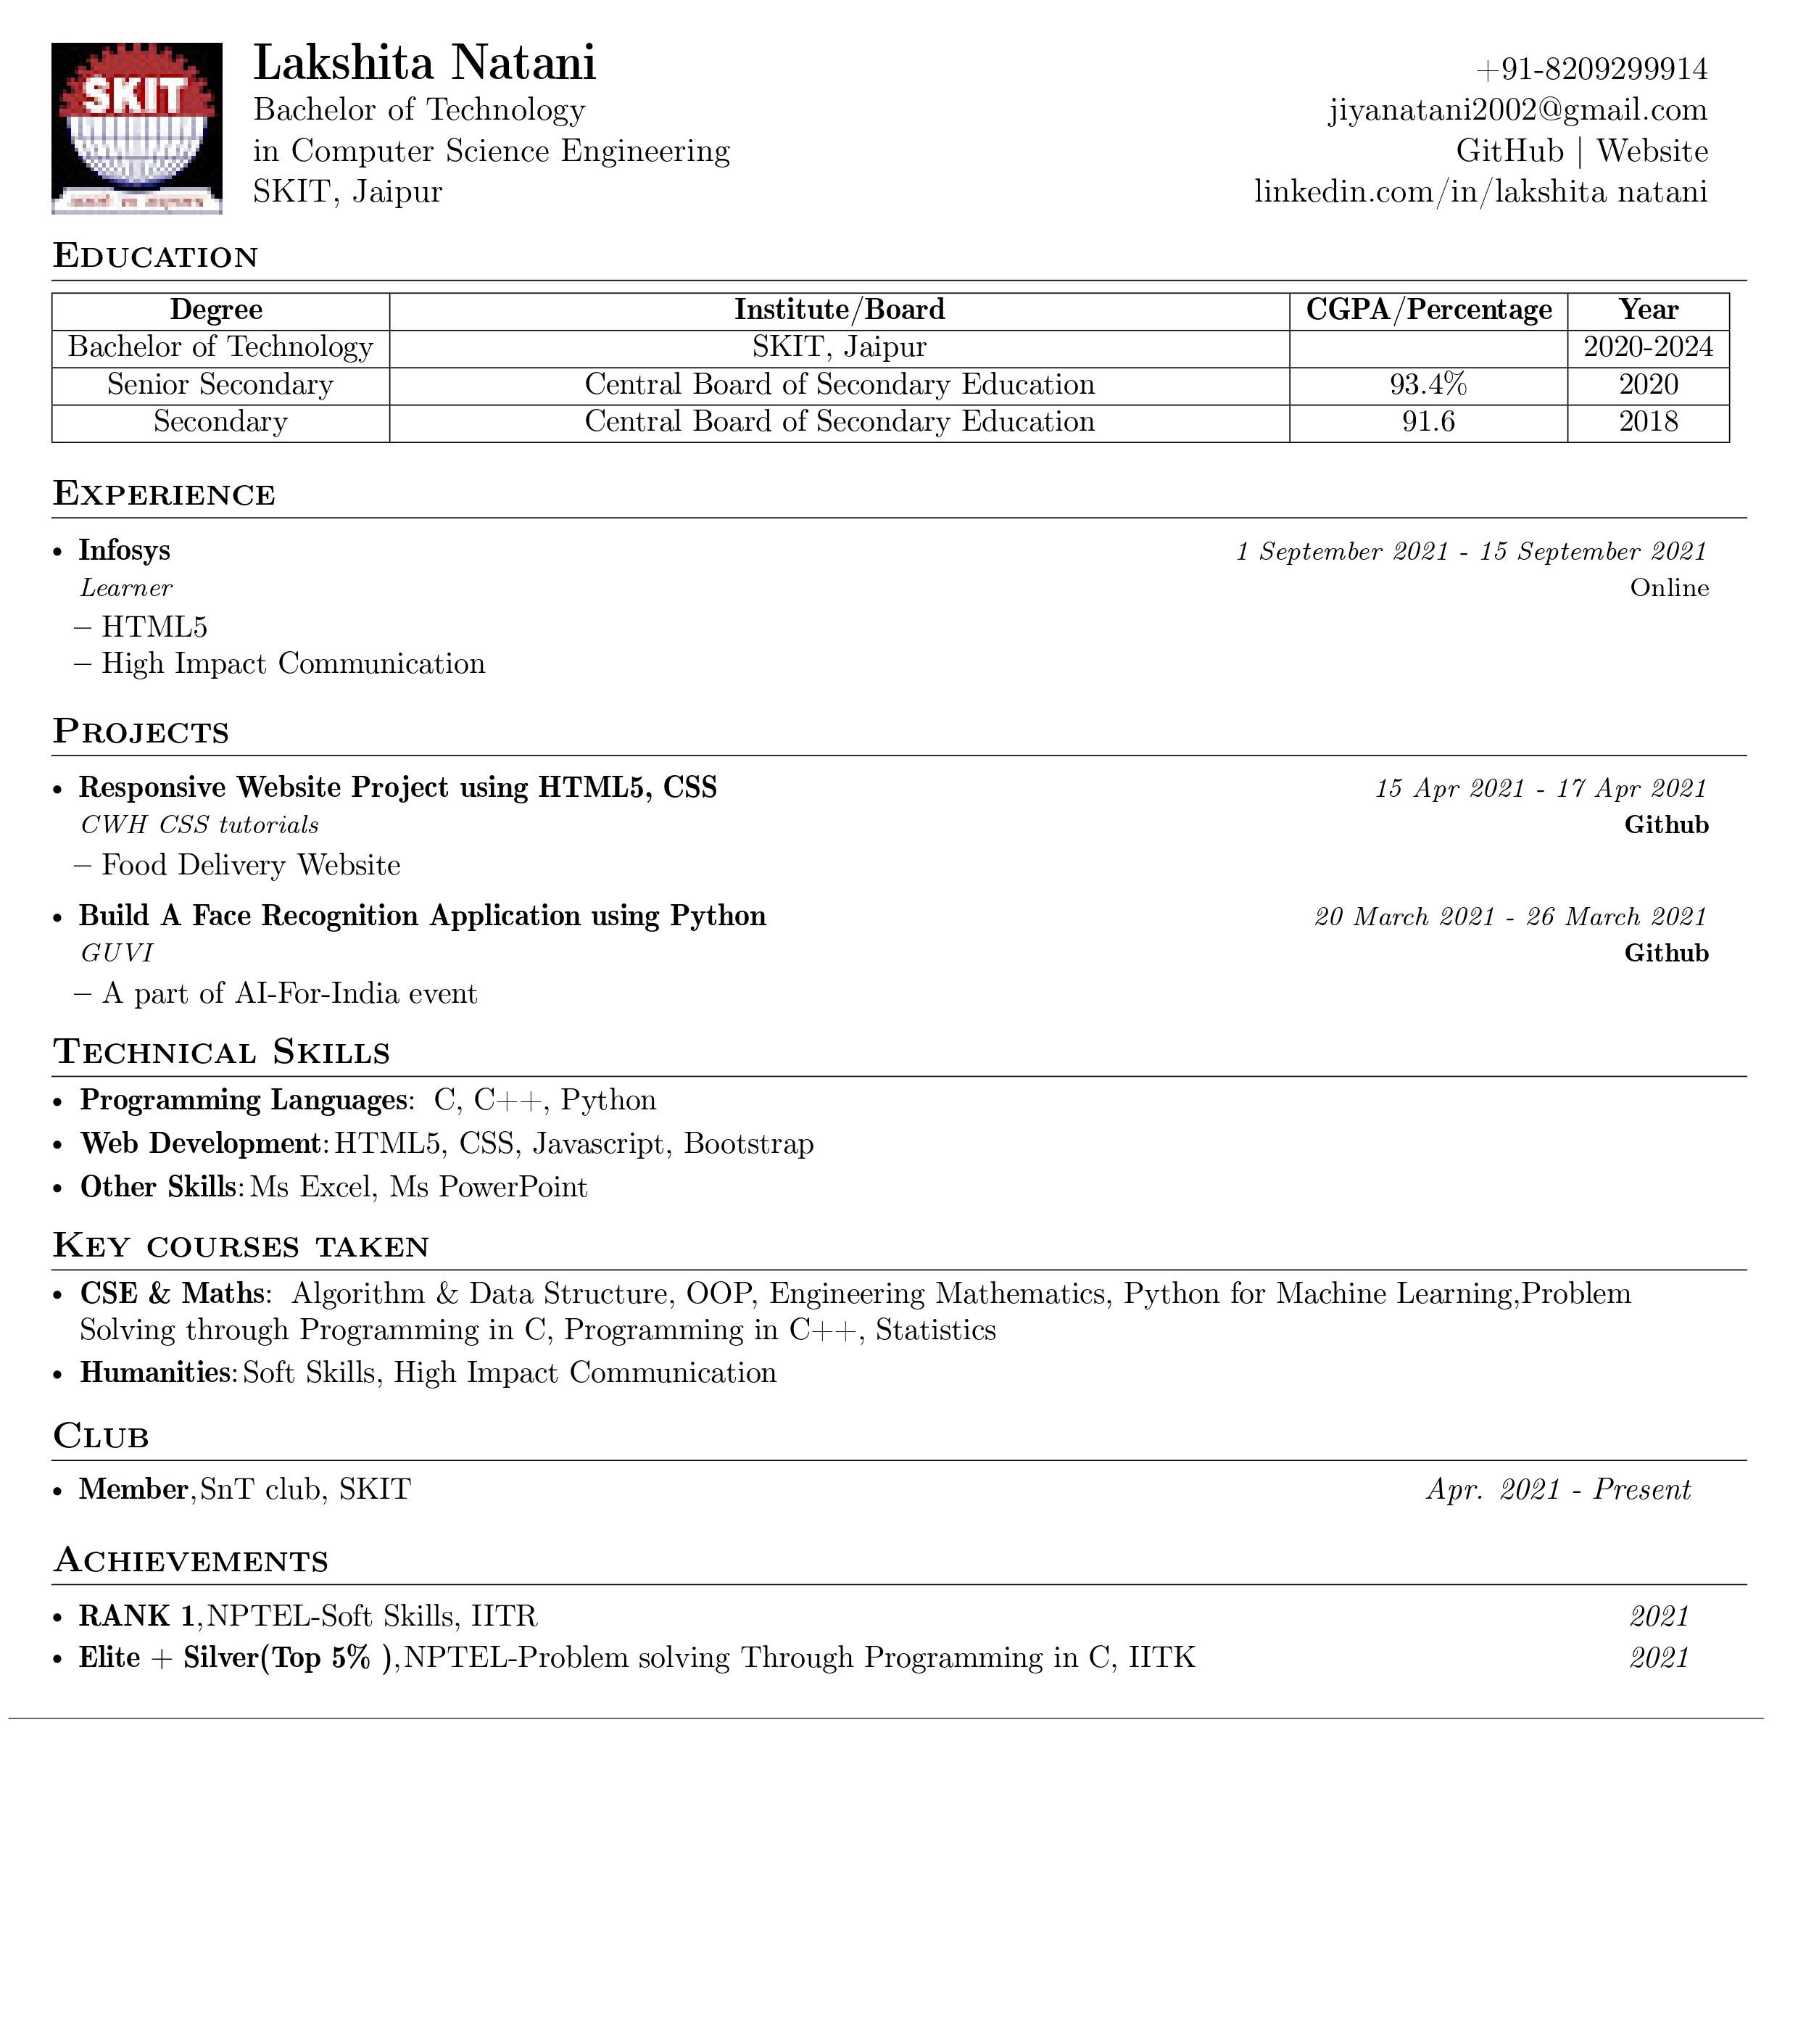 SKIT
Lakshita Natani
Bachelor of Technology
in Computer Science Engineering
SKIT, Jaipur
+91-8209299914
jiyanatani2002@gmail.com
GitHub | Website
linkedin.com/in/lakshita natani
EDUCATION
Degree Institute/Board CGPA/Percentage Year
Bachelor of Technology SKIT, Jaipur 2020-2024
Senior Secondary Central Board of Secondary Education 93.4% 2020
Secondary Central Board of Secondary Education 91.6 2018
EXPERIENCE
• Infosys 1 September 2021 - 15 September 2021
Learner Online
– HTML5
– High Impact Communication
PROJECTS
• Responsive Website Project using HTML5, CSS 15 Apr 2021 - 17 Apr 2021
CWH CSS tutorials Github
– Food Delivery Website
• Build A Face Recognition Application using Python 20 March 2021 - 26 March 2021
GUVI Github
– A part of AI-For-India event
TECHNICAL SKILLS
• Programming Languages: C, C++, Python
• Web Development: HTML5, CSS, Javascript, Bootstrap
• Other Skills: Ms Excel, Ms PowerPoint
KEY COURSES TAKEN
• CSE & Maths: Algorithm & Data Structure, OOP, Engineering Mathematics, Python for Machine Learning,Problem
Solving through Programming in C, Programming in C++, Statistics
• Humanities: Soft Skills, High Impact Communication
CLUB
• Member, SnT club, SKIT Apr. 2021 - Present
ACHIEVEMENTS
• RANK 1, NPTEL-Soft Skills, IITR 2021
• Elite + Silver(Top 5% ), NPTEL-Problem solving Through Programming in C, IITK 2021